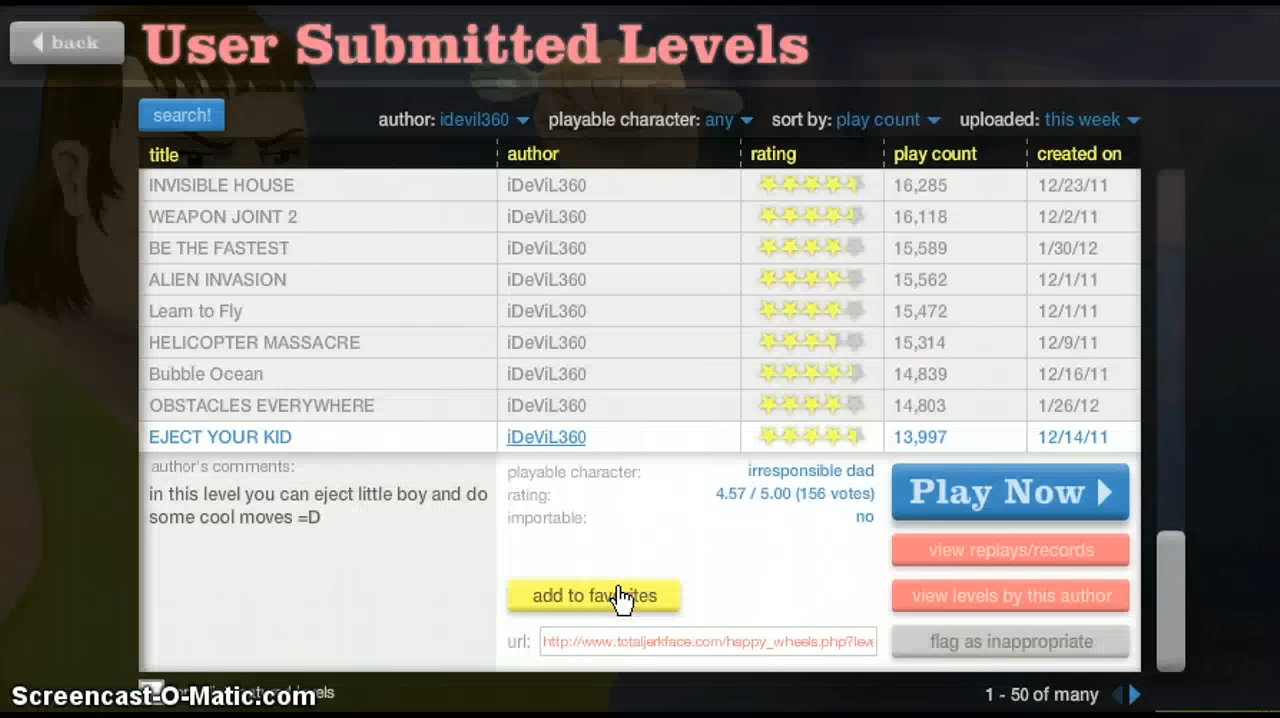 back
User Submitted Levels
search!
author: idevil360 playable character: any sort by: play count uploaded: this week
title author rating play count created on
INVISIBLE HOUSE iDeViL360 16,285 12/23/11
WEAPON JOINT 2 iDeViL360 16,118 12/2/11
BE THE FASTEST iDeViL360 15,589 1/30/12
ALIEN INVASION iDeViL360 15,562 12/1/11
Learn to Fly iDeViL360 15,472 12/1/11
HELICOPTER MASSACRE iDeViL360 15,314 12/9/11
Bubble Ocean iDeViL360 14,839 12/16/11
OBSTACLES EVERYWHERE iDeViL360 14,803 1/26/12
EJECT YOUR KID iDeViL360 13,997 12/14/11
author's comments:
in this level you can eject little boy and do
some cool moves =D
playable character: irresponsible dad
rating: 4.57 / 5.00 (156 votes)
importable: no
add to favorites
url: http://www.totaljerkface.com/happy_wheels.php?leve
Play Now
view replays/records
view levels by this author
flag as inappropriate
Screencast-O-Matic.com
levels
1 - 50 of many